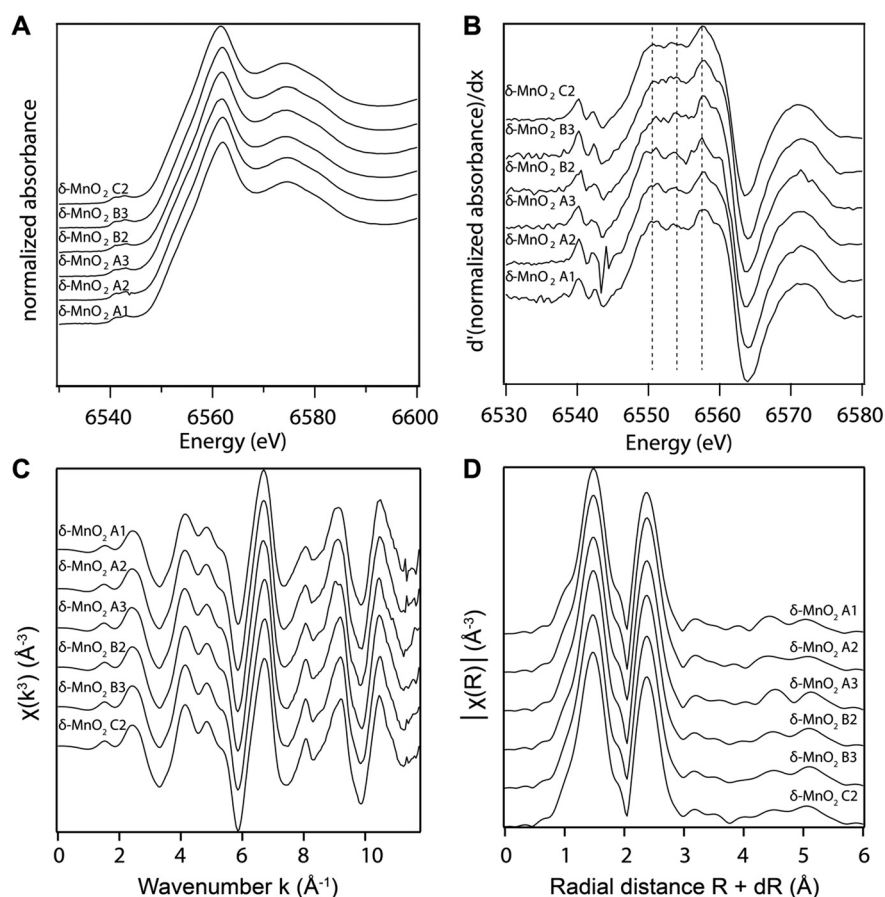 A
normalized absorbance
δ-MnO₂ C2
δ-MnO₂ B3
δ-MnO₂ B2
δ-MnO₂ A3
δ-MnO₂ A2
δ-MnO₂ A1
6540 6560 6580 6600
Energy (eV)
B
d'(normalized absorbance)/dx
δ-MnO₂ C2
δ-MnO₂ B3
δ-MnO₂ B2
δ-MnO₂ A3
δ-MnO₂ A2
δ-MnO₂ A1
6530 6540 6550 6560 6570 6580
Energy (eV)
C
χ(k³) (Å⁻³)
δ-MnO₂ A1
δ-MnO₂ A2
δ-MnO₂ A3
δ-MnO₂ B2
δ-MnO₂ B3
δ-MnO₂ C2
0 2 4 6 8 10
Wavenumber k (Å⁻¹)
D
|χ(R)| (Å⁻³)
δ-MnO₂ A1
δ-MnO₂ A2
δ-MnO₂ A3
δ-MnO₂ B2
δ-MnO₂ B3
δ-MnO₂ C2
0 1 2 3 4 5 6
Radial distance R + dR (Å)